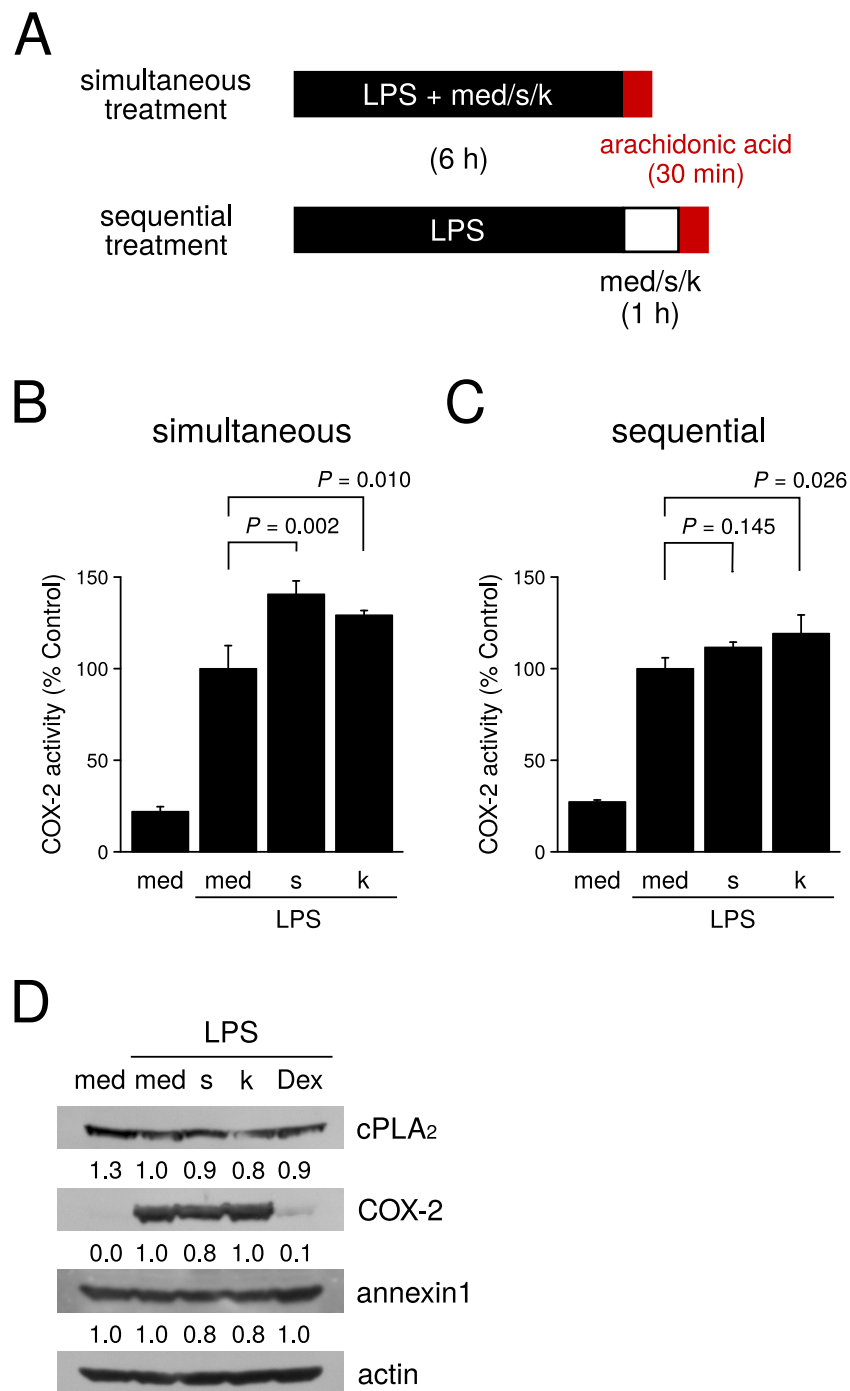 A
simultaneous
treatment
LPS + med/s/k
(6 h)
arachidonic acid
(30 min)
sequential
treatment
LPS
med/s/k
(1 h)
B
simultaneous
P = 0.010
P = 0.002
COX-2 activity (% Control)
150
100
50
0
med med s k
LPS
C
sequential
P = 0.026
P = 0.145
COX-2 activity (% Control)
150
100
50
0
med med s k
LPS
D
LPS
med med s k Dex
cPLA2
1.3 1.0 0.9 0.8 0.9
COX-2
0.0 1.0 0.8 1.0 0.1
annexin1
1.0 1.0 0.8 0.8 1.0
actin